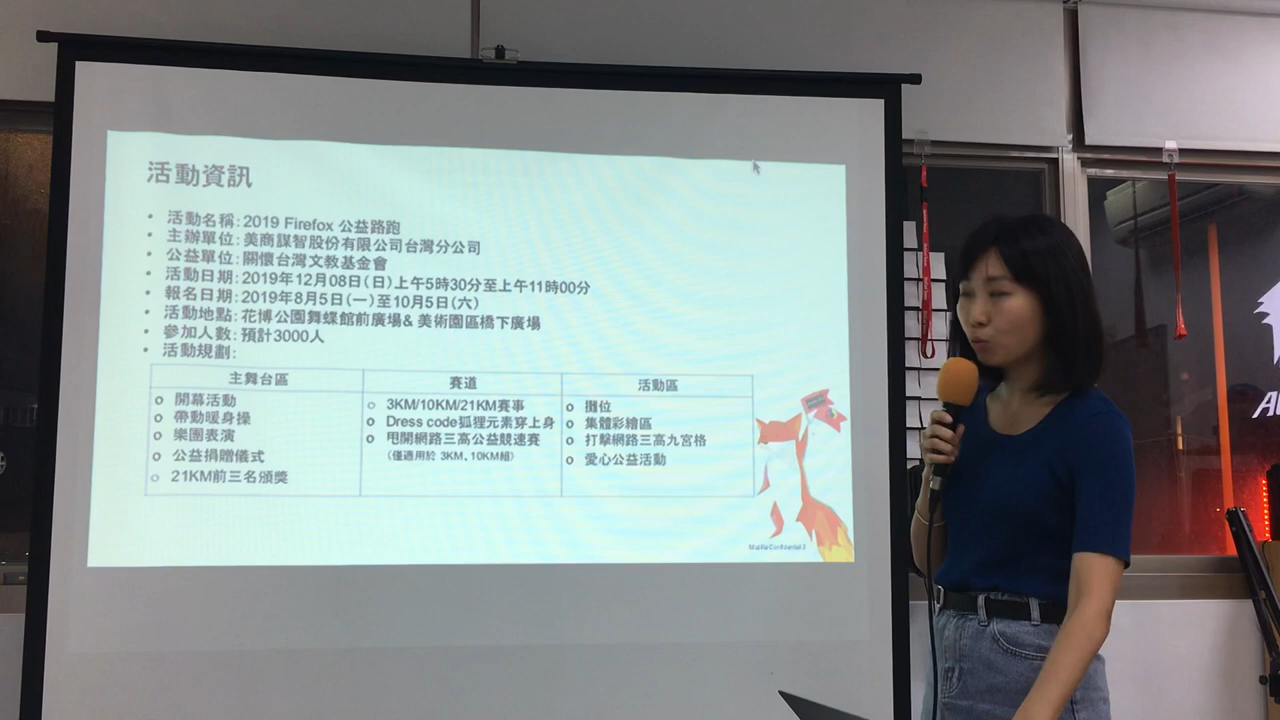 活動資訊
• 活動名稱：2019 Firefox 公益路跑
• 主辦單位：美商謀智股份有限公司台灣分公司
• 公益單位：關懷台灣文教基金會
• 活動日期：2019年12月08日(日)上午5時30分至上午11時00分
• 報名日期：2019年8月5日(一)至10月5日(六)
• 活動地點：花博公園舞蝶館前廣場& 美術園區橋下廣場
• 參加人數：預計3000人
• 活動規劃：
主舞台區
o 開幕活動
o 帶動暖身操
o 樂團表演
o 公益捐贈儀式
o 21KM前三名頒獎
賽道
o 3KM/10KM/21KM賽事
o Dress code狐狸元素穿上身
o 甩開網路三高公益競速賽
(僅適用於 3KM、10KM組)
活動區
o 攤位
o 集體彩繪區
o 打擊網路三高九宮格
o 愛心公益活動
Mozilla Confidential